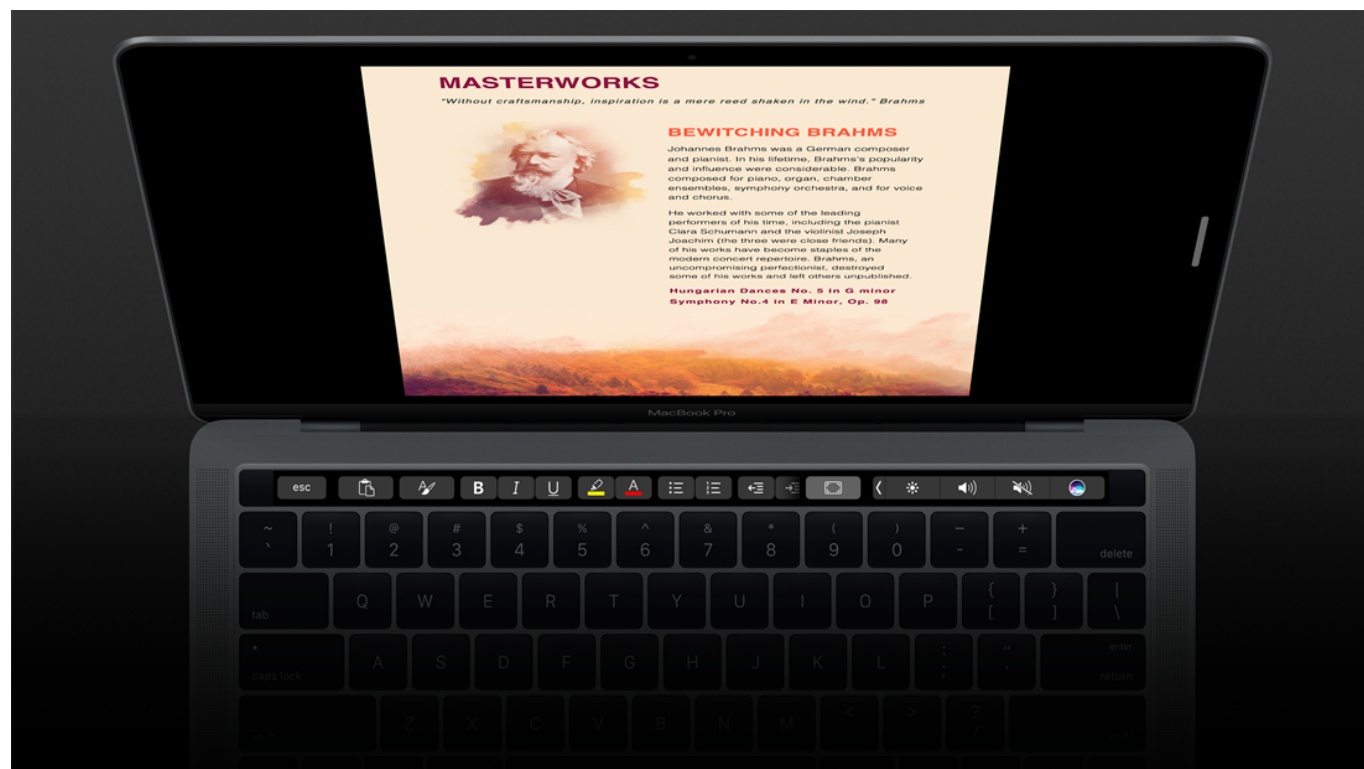 MASTERWORKS
"Without craftsmanship, inspiration is a mere reed shaken in the wind." Brahms
BEWITCHING BRAHMS
Johannes Brahms was a German composer
and pianist. In his lifetime, Brahms's popularity
and influence were considerable. Brahms
composed for piano, organ, chamber
ensembles, symphony orchestra, and for voice
and chorus.
He worked with some of the leading
performers of his time, including the pianist
Clara Schumann and the violinist Joseph
Joachim (the three were close friends). Many
of his works have become staples of the
modern concert repertoire. Brahms, an
uncompromising perfectionist, destroyed
some of his works and left others unpublished.
Hungarian Dances No. 5 in G minor
Symphony No.4 in E Minor, Op. 98
MacBook Pro
esc B I U A
~ ! @ # $ % ^ & * ( ) — +
` 1 2 3 4 5 6 7 8 9 0 - = delete
tab Q W E R T Y U I O P { [ } ] | \
caps lock A S D F G H J K L : ; " ' enter return
Z X C V B N M < > ? /